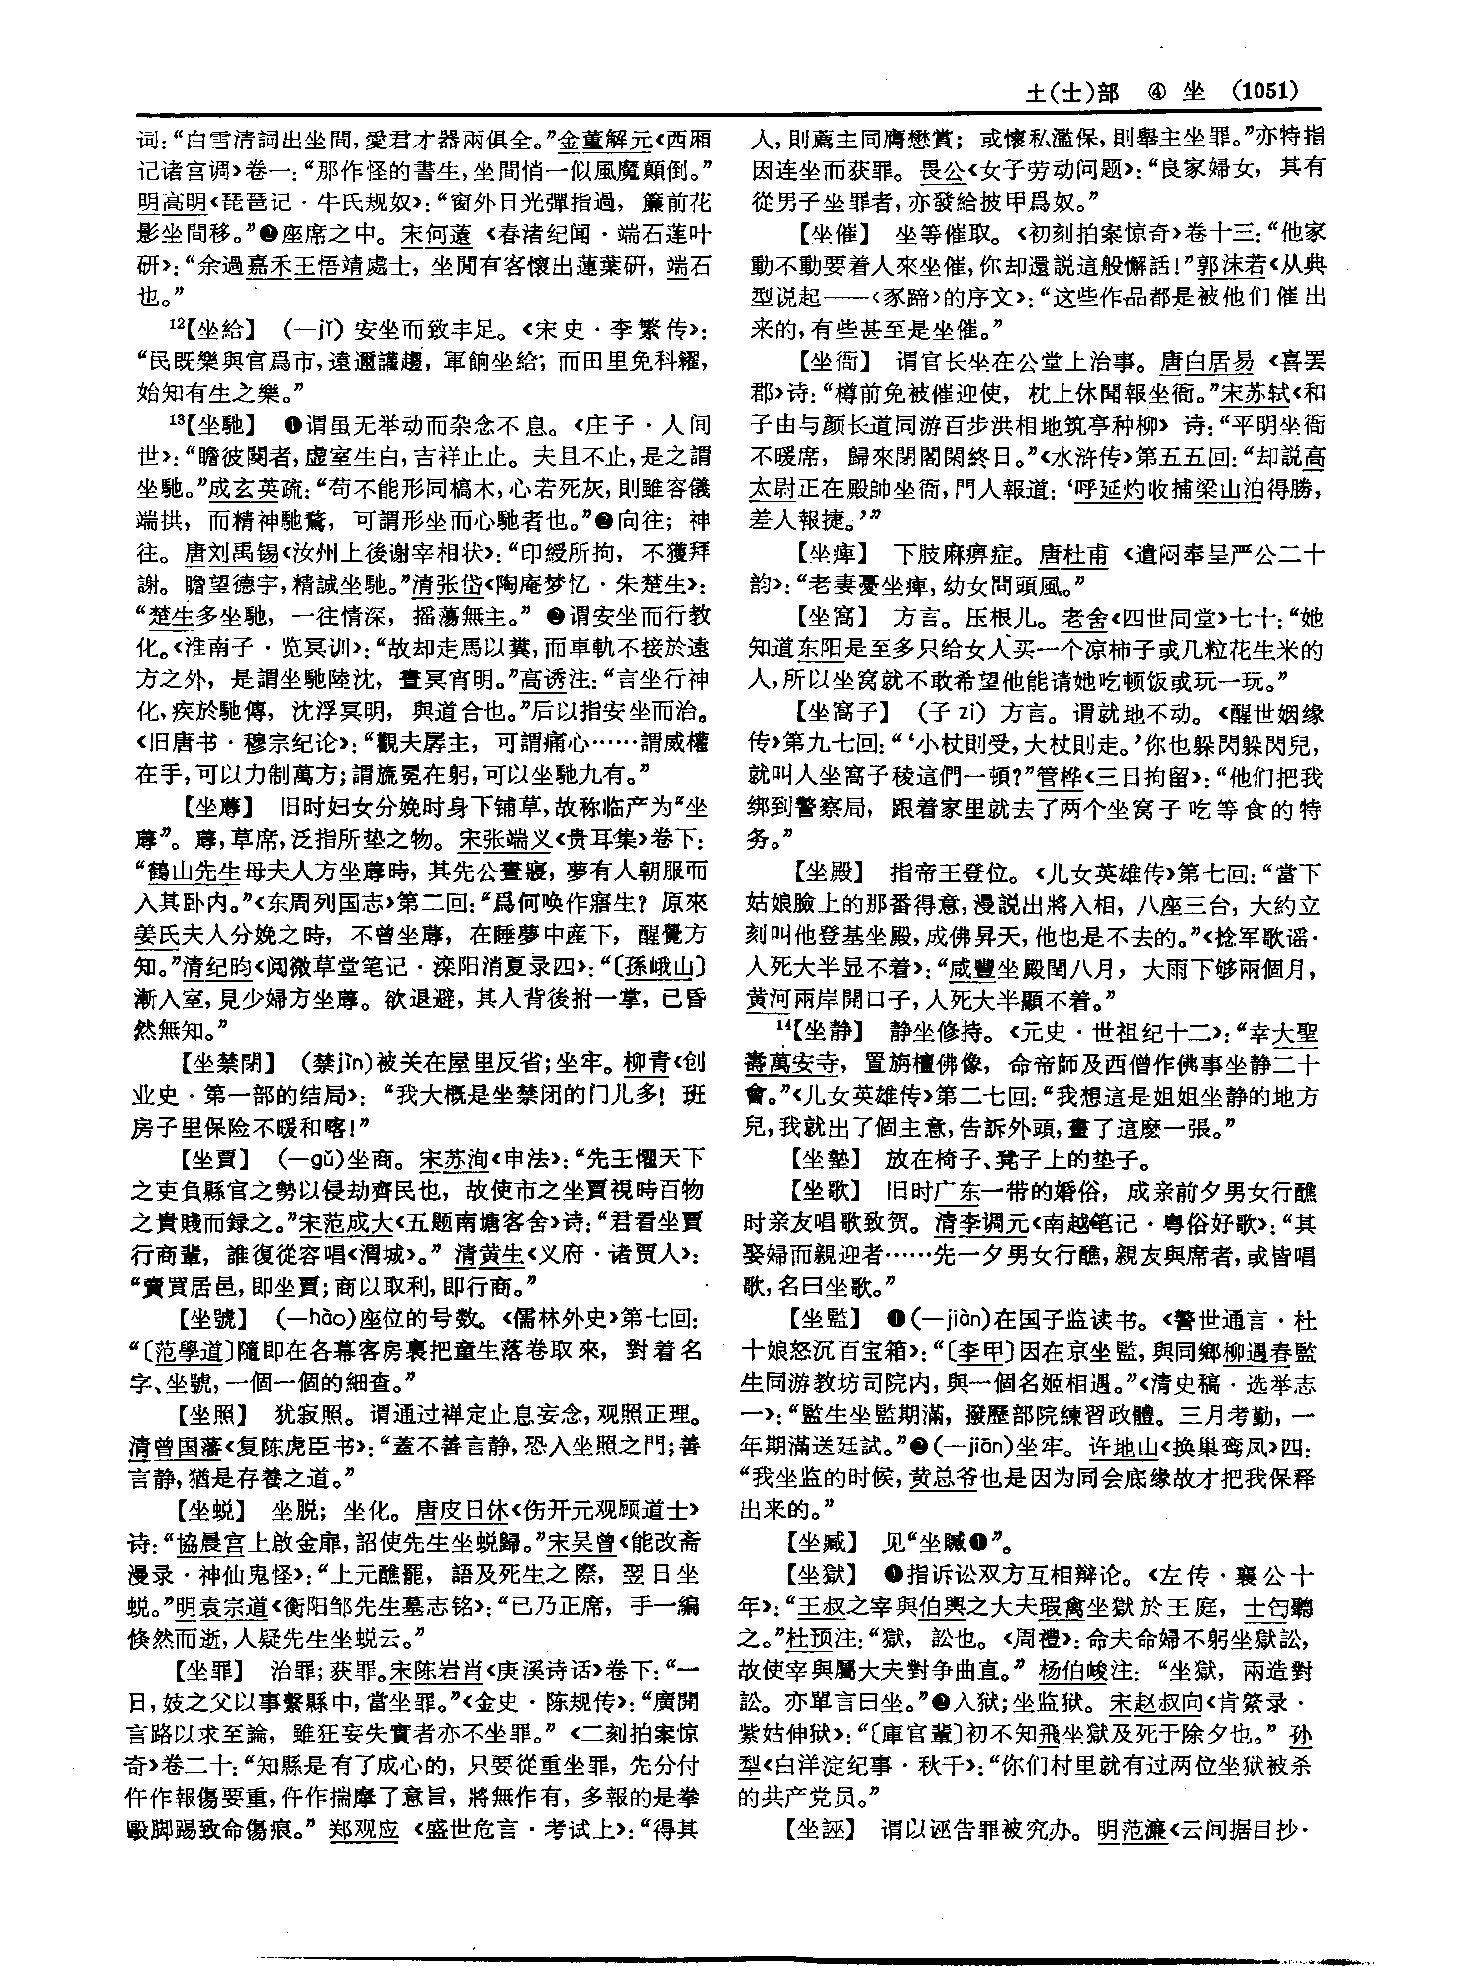 土(士)部　④　坐　(1051)
词：“白雪清詞出坐間，愛君才器兩俱全。”金董解元《西厢
记诸宫调》卷一：“那作怪的書生，坐間悄一似風魔顛倒。”
明高明《琵琶记·牛氏规奴》：“窗外日光彈指過，簾前花
影坐間移。”❷座席之中。宋何薳《春渚纪闻·端石莲叶
研》：“余過嘉禾王悟靖處士，坐閒有客懷出蓮葉研，端石
也。”
¹²【坐給】（—jǐ）安坐而致丰足。《宋史·李繁传》：
“民既樂與官爲市，遠邇讙趨，軍餉坐給；而田里免科糴，
始知有生之樂。”
¹³【坐馳】　❶谓虽无举动而杂念不息。《庄子·人间
世》：“瞻彼闋者，虚室生白，吉祥止止。夫且不止，是之謂
坐馳。”成玄英疏：“苟不能形同槁木，心若死灰，則雖容儀
端拱，而精神馳騖，可謂形坐而心馳者也。”❷向往；神
往。唐刘禹锡《汝州上後谢宰相状》：“印綬所拘，不獲拜
謝。瞻望德宇，精誠坐馳。”清张岱《陶庵梦忆·朱楚生》：
“楚生多坐馳，一往情深，摇蕩無主。”❷谓安坐而行教
化。《淮南子·览冥训》：“故却走馬以糞，而車軌不接於遠
方之外，是謂坐馳陸沈，晝冥宵明。”高诱注：“言坐行神
化，疾於馳傳，沈浮冥明，與道合也。”后以指安坐而治。
《旧唐书·穆宗纪论》：“觀夫孱主，可謂痛心……謂威權
在手，可以力制萬方；謂旒冕在躬，可以坐馳九有。”
【坐蓐】　旧时妇女分娩时身下铺草，故称临产为“坐
蓐”。蓐，草席，泛指所垫之物。宋张端义《贵耳集》卷下：
“鶴山先生母夫人方坐蓐時，其先公晝寢，夢有人朝服而
入其卧内。”《东周列国志》第二回：“爲何唤作寤生？原來
姜氏夫人分娩之時，不曾坐蓐，在睡夢中産下，醒覺方
知。”清纪昀《阅微草堂笔记·滦阳消夏录四》：“〔孫峨山〕
漸入室，見少婦方坐蓐。欲退避，其人背後拊一掌，已昏
然無知。”
【坐禁閉】（禁jìn）被关在屋里反省；坐牢。柳青《创
业史·第一部的结局》：“我大概是坐禁闭的门儿多！班
房子里保险不暖和喀！”
【坐賈】　（—gǔ）坐商。宋苏洵《申法》：“先王懼天下
之吏負縣官之勢以侵劫齊民也，故使市之坐賈視時百物
之貴賤而録之。”宋范成大《五题南塘客舍》诗：“君看坐賈
行商輩，誰復從容唱《渭城》。”清黄生《义府·诸贾人》：
“賣買居邑，即坐賈；商以取利，即行商。”
【坐號】　（—hào）座位的号数。《儒林外史》第七回：
“〔范學道〕隨即在各幕客房裏把童生落卷取來，對着名
字、坐號，一個一個的細查。”
【坐照】　犹寂照。谓通过禅定止息妄念，观照正理。
清曾国藩《复陈虎臣书》：“蓋不善言静，恐入坐照之門；善
言静，猶是存養之道。”
【坐蜕】　坐脱；坐化。唐皮日休《伤开元观顾道士》
诗：“協晨宫上啟金扉，詔使先生坐蜕歸。”宋吴曾《能改斋
漫录·神仙鬼怪》：“上元醮罷，語及死生之際，翌日坐
蜕。”明袁宗道《衡阳邹先生墓志铭》：“已乃正席，手一編
倏然而逝，人疑先生坐蜕云。”
【坐罪】　治罪；获罪。宋陈岩肖《庚溪诗话》卷下：“一
日，妓之父以事繫縣中，當坐罪。”《金史·陈规传》：“廣開
言路以求至論，雖狂妄失實者亦不坐罪。”《二刻拍案惊
奇》卷二十：“知縣是有了成心的，只要從重坐罪，先分付
仵作報傷要重，仵作揣摩了意旨，將無作有，多報的是拳
毆脚踢致命傷痕。”郑观应《盛世危言·考试上》：“得其
人，則薦主同膺懋賞；或懷私濫保，則舉主坐罪。”亦特指
因连坐而获罪。畏公《女子劳动问题》：“良家婦女，其有
從男子坐罪者，亦發給披甲爲奴。”
【坐催】　坐等催取。《初刻拍案惊奇》卷十三：“他家
動不動要着人來坐催，你却還説這般懈話！”郭沫若《从典
型说起——〈豕蹄〉的序文》：“这些作品都是被他们催出
来的，有些甚至是坐催。”
【坐衙】　谓官长坐在公堂上治事。唐白居易《喜罢
郡》诗：“樽前免被催迎使，枕上休聞報坐衙。”宋苏轼《和
子由与颜长道同游百步洪相地筑亭种柳》诗：“平明坐衙
不暖席，歸來閉閤閑終日。”《水浒传》第五五回：“却説高
太尉正在殿帥坐衙，門人報道：‘呼延灼收捕梁山泊得勝，
差人報捷。’”
【坐痺】　下肢麻痹症。唐杜甫《遣闷奉呈严公二十
韵》：“老妻憂坐痺，幼女問頭風。”
【坐窩】　方言。压根儿。老舍《四世同堂》七十：“她
知道东阳是至多只给女人买一个凉柿子或几粒花生米的
人，所以坐窝就不敢希望他能请她吃顿饭或玩一玩。”
【坐窩子】　（子 zi）方言。谓就地不动。《醒世姻缘
传》第九七回：“‘小杖則受，大杖則走。’你也躲閃躲閃兒，
就叫人坐窩子稜這們一頓？”管桦《三日拘留》：“他们把我
绑到警察局，跟着家里就去了两个坐窝子吃等食的特
务。”
【坐殿】　指帝王登位。《儿女英雄传》第七回：“當下
姑娘臉上的那番得意，漫説出將入相，八座三台，大約立
刻叫他登基坐殿，成佛昇天，他也是不去的。”《捻军歌谣·
人死大半显不着》：“咸豐坐殿閏八月，大雨下够兩個月，
黄河兩岸開口子，人死大半顯不着。”
¹⁴【坐静】　静坐修持。《元史·世祖纪十二》：“幸大聖
壽萬安寺，置旃檀佛像，命帝師及西僧作佛事坐静二十
會。”《儿女英雄传》第二七回：“我想這是姐姐坐静的地方
兒，我就出了個主意，告訴外頭，畫了這麽一張。”
【坐墊】　放在椅子、凳子上的垫子。
【坐歌】　旧时广东一带的婚俗，成亲前夕男女行醮
时亲友唱歌致贺。清李调元《南越笔记·粤俗好歌》：“其
娶婦而親迎者……先一夕男女行醮，親友與席者，或皆唱
歌，名曰坐歌。”
【坐監】　❶（—jiàn）在国子监读书。《警世通言·杜
十娘怒沉百宝箱》：“〔李甲〕因在京坐監，與同鄉柳遇春監
生同游教坊司院内，與一個名姬相遇。”《清史稿·选举志
一》：“監生坐監期滿，撥歷部院練習政體。三月考勤，一
年期滿送廷試。”❷（—jiān）坐牢。许地山《换巢鸾凤》四：
“我坐监的时候，黄总爷也是因为同会底缘故才把我保释
出来的。”
【坐臧】　见“坐贓❶”。
【坐獄】　❶指诉讼双方互相辩论。《左传·襄公十
年》：“王叔之宰與伯輿之大夫瑕禽坐獄於王庭，士匄聽
之。”杜预注：“獄，訟也。《周禮》：命夫命婦不躬坐獄訟，
故使宰與屬大夫對争曲直。”杨伯峻注：“坐獄，兩造對
訟。亦單言曰坐。”❷入狱；坐监狱。宋赵叔向《肯綮录·
紫姑伸狱》：“〔庫官輩〕初不知飛坐獄及死于除夕也。”孙
犁《白洋淀纪事·秋千》：“你们村里就有过两位坐狱被杀
的共产党员。”
【坐誣】　谓以诬告罪被究办。明范濂《云间据目抄·